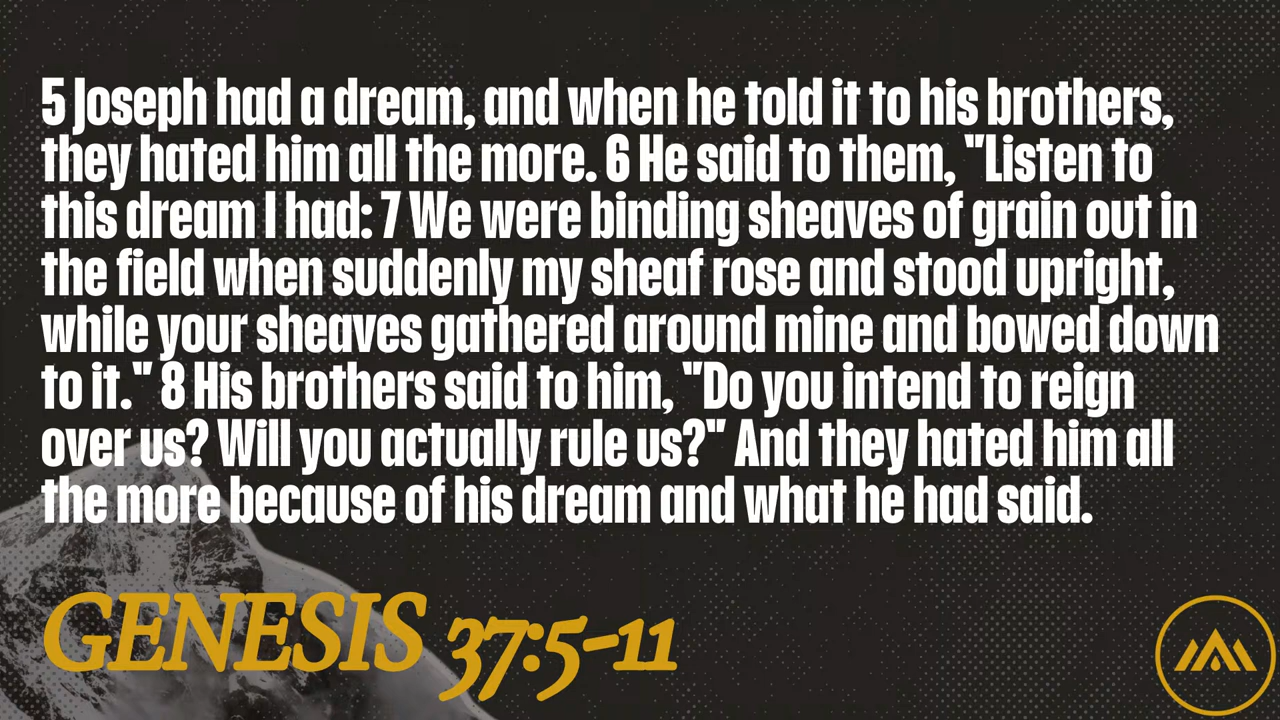 5 Joseph had a dream, and when he told it to his brothers,
they hated him all the more. 6 He said to them, "Listen to
this dream I had: 7 We were binding sheaves of grain out in
the field when suddenly my sheaf rose and stood upright,
while your sheaves gathered around mine and bowed down
to it." 8 His brothers said to him, "Do you intend to reign
over us? Will you actually rule us?" And they hated him all
the more because of his dream and what he had said.
GENESIS 37:5-11